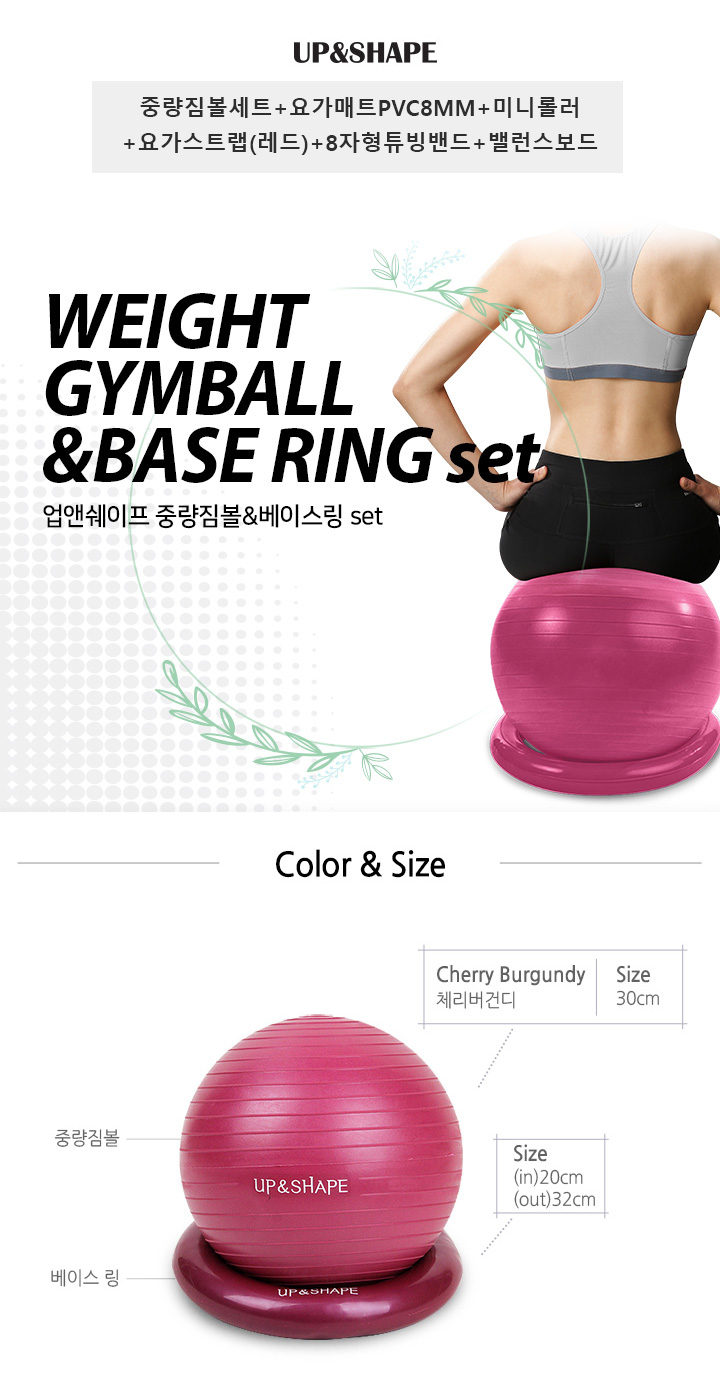 UP&SHAPE
중량짐볼세트+요가매트PVC8MM+미니롤러
+요가스트랩(레드)+8자형튜빙밴드+밸런스보드
WEIGHT
GYMBALL
&BASE RING set
업앤쉐이프 중량짐볼&베이스링 set
Color & Size
Cherry Burgundy
체리버건디
Size
30cm
중량짐볼
UP&SHAPE
Size
(in)20cm
(out)32cm
베이스 링
UP&SHAPE